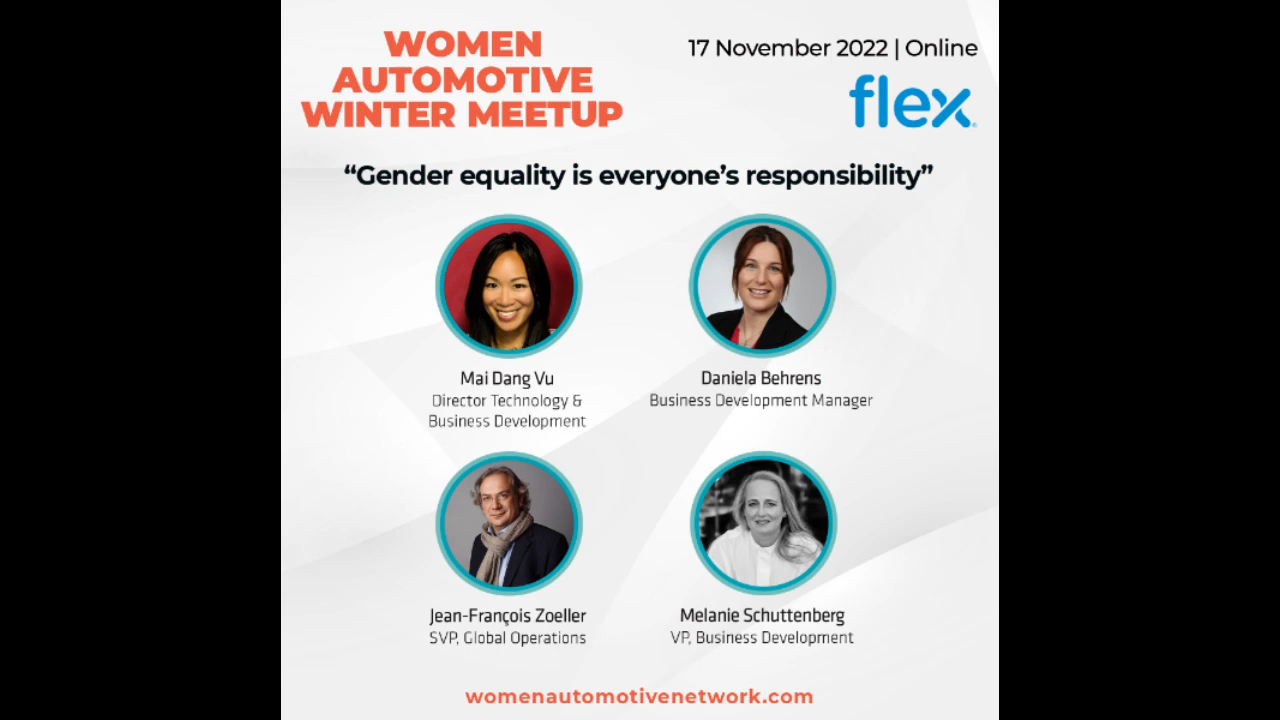 WOMEN
AUTOMOTIVE
WINTER MEETUP
17 November 2022 | Online
flex
“Gender equality is everyone’s responsibility”
Mai Dang Vu
Director Technology &
Business Development
Daniela Behrens
Business Development Manager
Jean-François Zoeller
SVP, Global Operations
Melanie Schuttenberg
VP, Business Development
womenautomotivenetwork.com